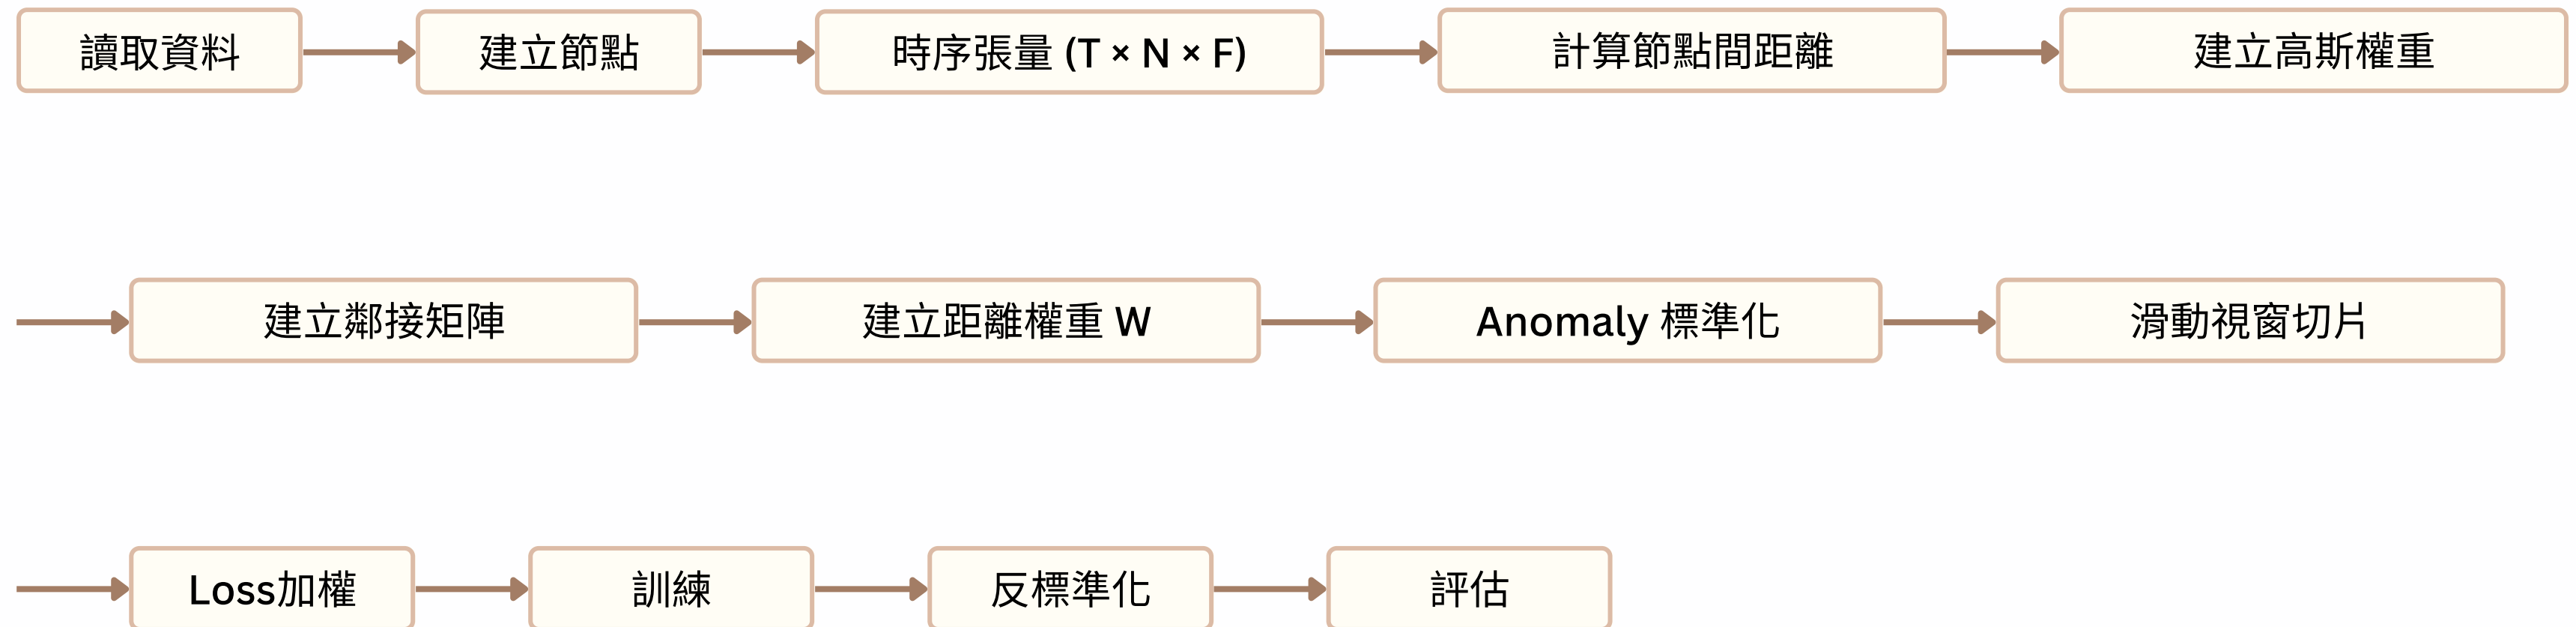 讀取資料
建立節點
時序張量 (T × N × F)
計算節點間距離
建立高斯權重
建立鄰接矩陣
建立距離權重 W
Anomaly 標準化
滑動視窗切片
Loss加權
訓練
反標準化
評估